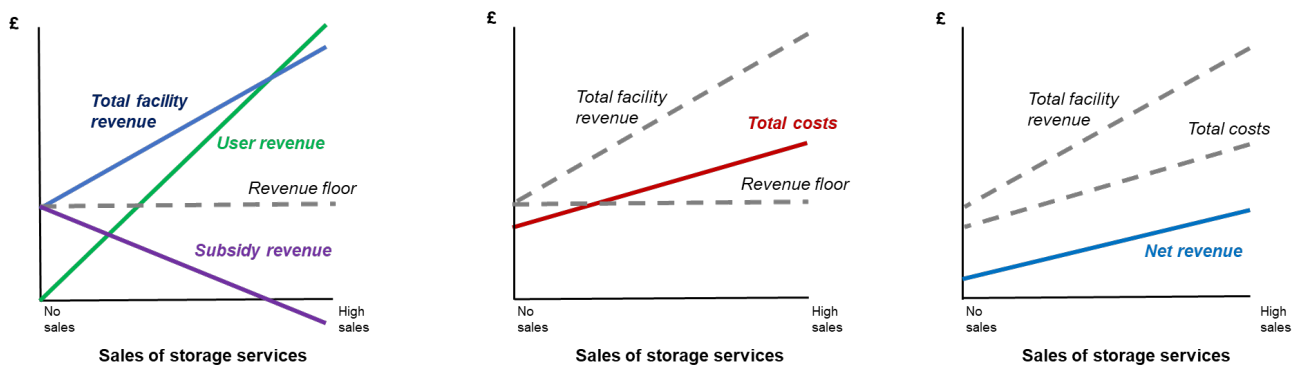 £
Total facility
revenue
User revenue
Revenue floor
Subsidy revenue
No
sales
High
sales
Sales of storage services
£
Total facility
revenue
Total costs
Revenue floor
No
sales
High
sales
Sales of storage services
£
Total facility
revenue
Total costs
Net revenue
No
sales
High
sales
Sales of storage services